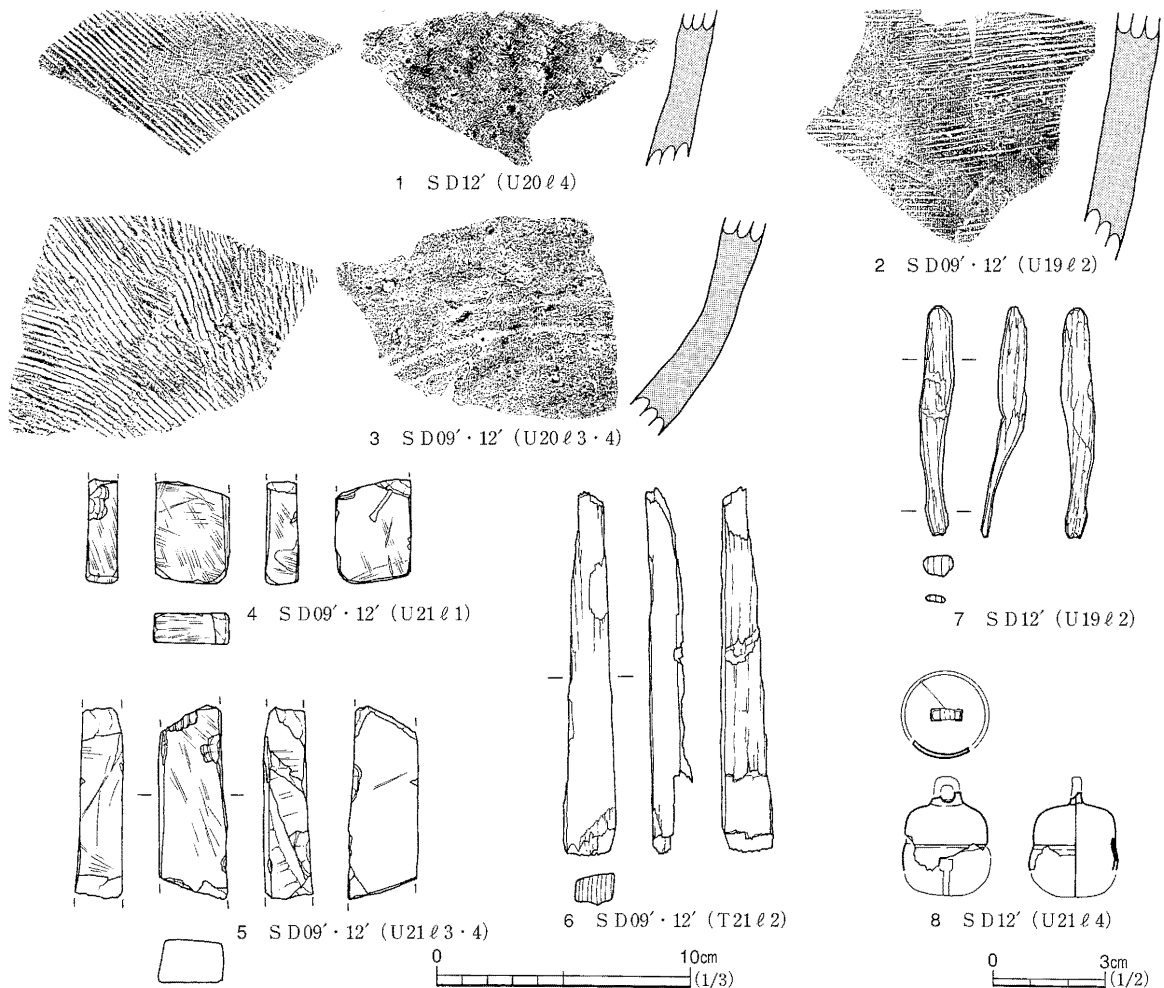 1 SD12′ (U20ℓ4)
2 SD09′・12′ (U19ℓ2)
3 SD09′・12′ (U20ℓ3・4)
4 SD09′・12′ (U21ℓ1)
7 SD12′ (U19ℓ2)
5 SD09′・12′ (U21ℓ3・4)
6 SD09′・12′ (T21ℓ2)
8 SD12′ (U21ℓ4)
0 10cm
(1/3)
0 3cm
(1/2)